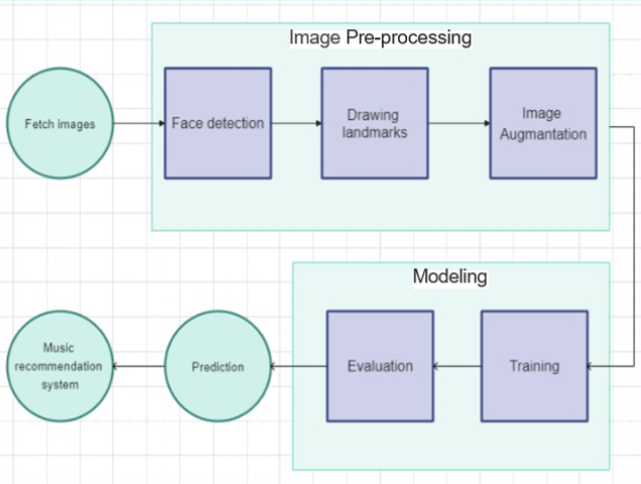 Image Pre-processing
Fetch images
Face detection
Drawing
landmarks
Image
Augmantation
Modeling
Music
recommendation
system
Prediction
Evaluation
Training